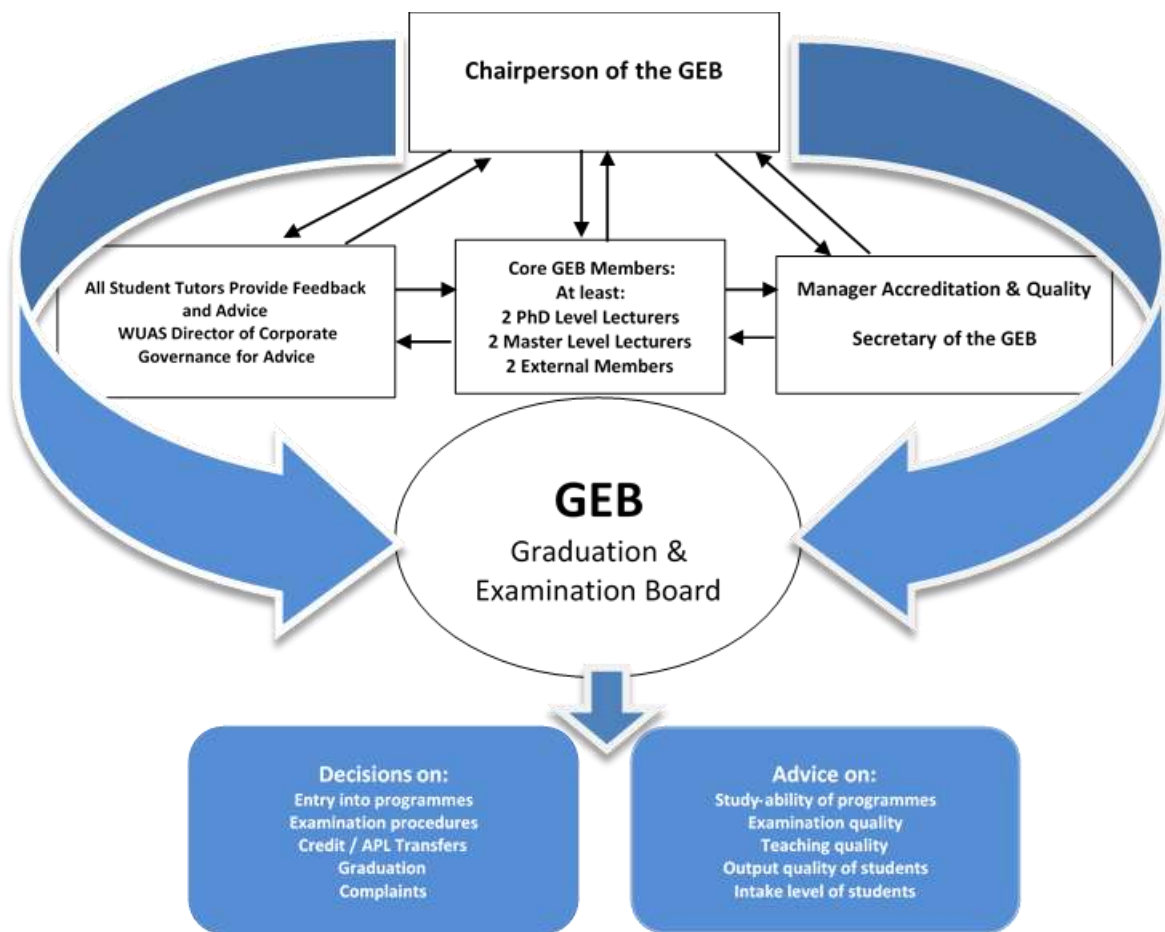 Chairperson of the GEB
All Student Tutors Provide Feedback
and Advice
WUAS Director of Corporate
Governance for Advice
Core GEB Members:
At least:
2 PhD Level Lecturers
2 Master Level Lecturers
2 External Members
Manager Accreditation & Quality
Secretary of the GEB
GEB
Graduation &
Examination Board
Decisions on:
Entry into programmes
Examination procedures
Credit / APL Transfers
Graduation
Complaints
Advice on:
Study-ability of programmes
Examination quality
Teaching quality
Output quality of students
Intake level of students